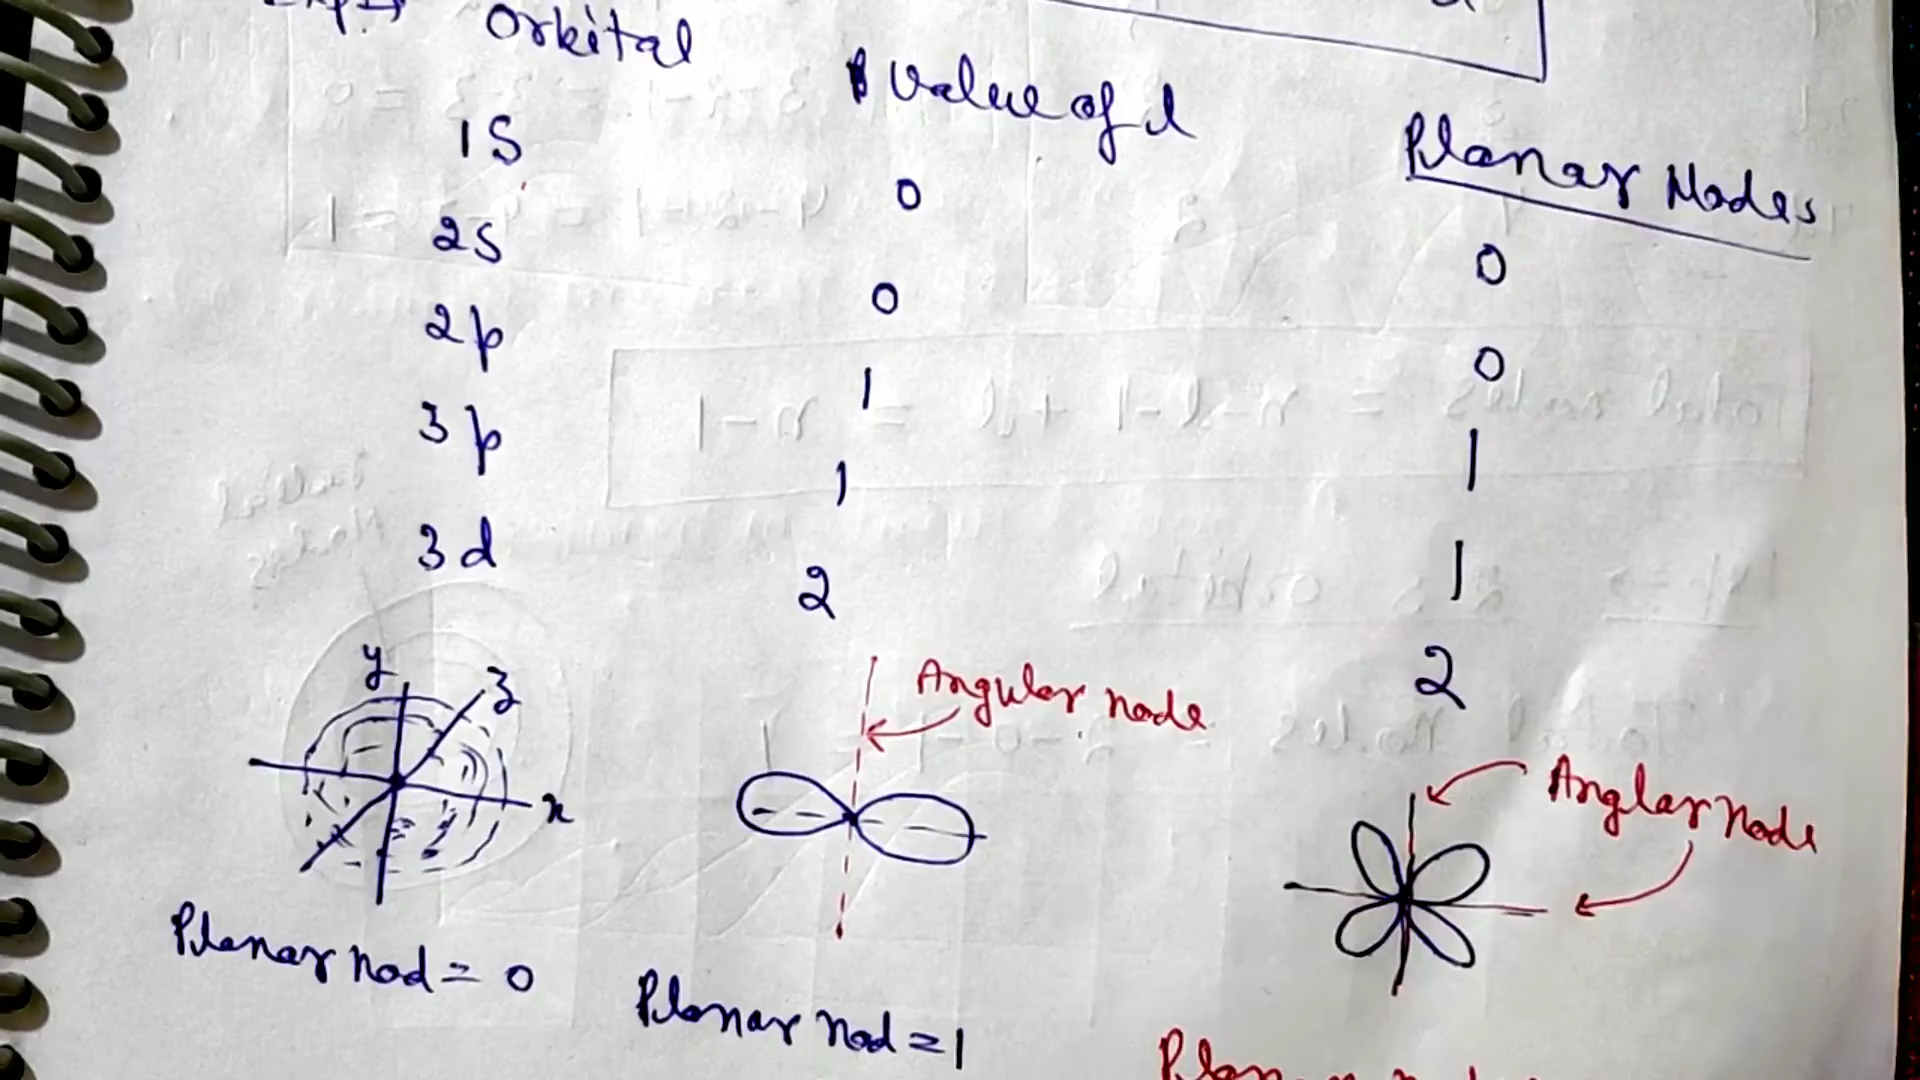 Orbital
Value of l
Planar Nodes
1S 0 0
2S 0 0
2p 1 1
3p 1 1
3d 2 2
y
z
x
Angular node
Anglar node
Planar nod = 0
Planar nod = 1